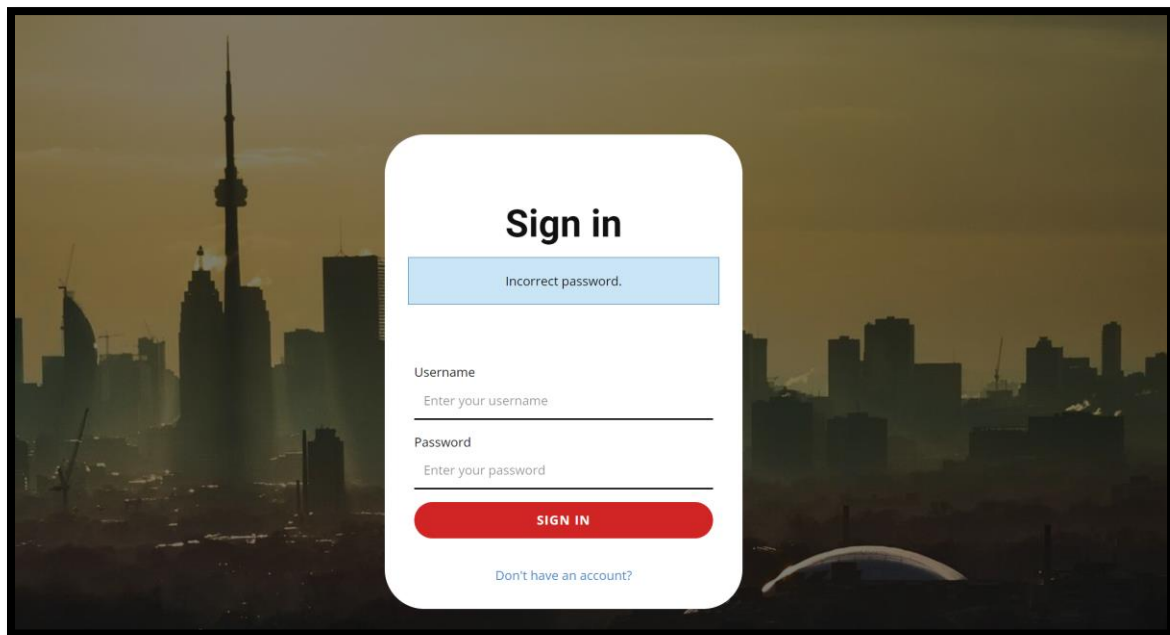 Sign in
Incorrect password.
Username
Enter your username
Password
Enter your password
SIGN IN
Don't have an account?